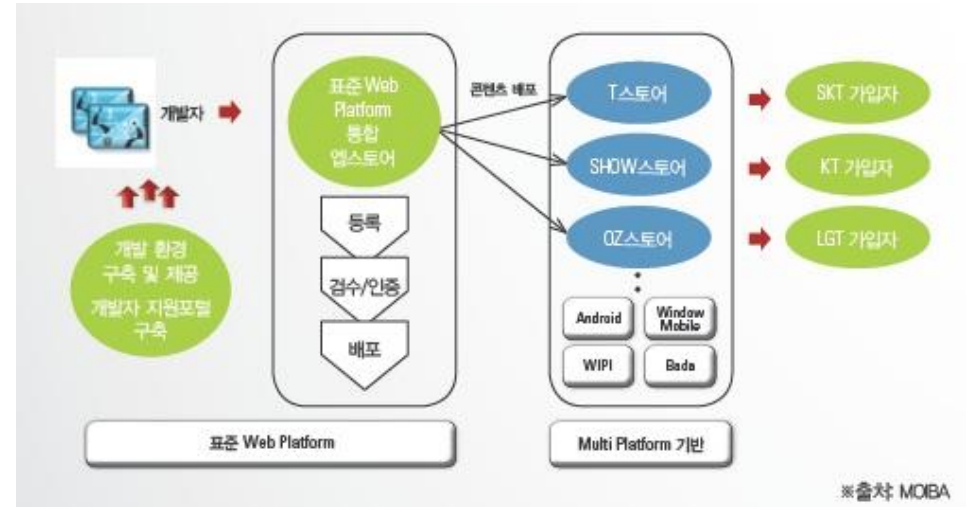 개발자
개발 환경
구축 및 제공
개발자 지원포털
구축
표준 Web
Platform
통합
앱스토어
등록
검수/인증
배포
콘텐츠 배포
T스토어
SHOW스토어
OZ스토어
Android
Window
Mobile
WIPI
Bada
SKT 가입자
KT 가입자
LGT 가입자
표준 Web Platform
Multi Platform 기반
※출처: MOIBA